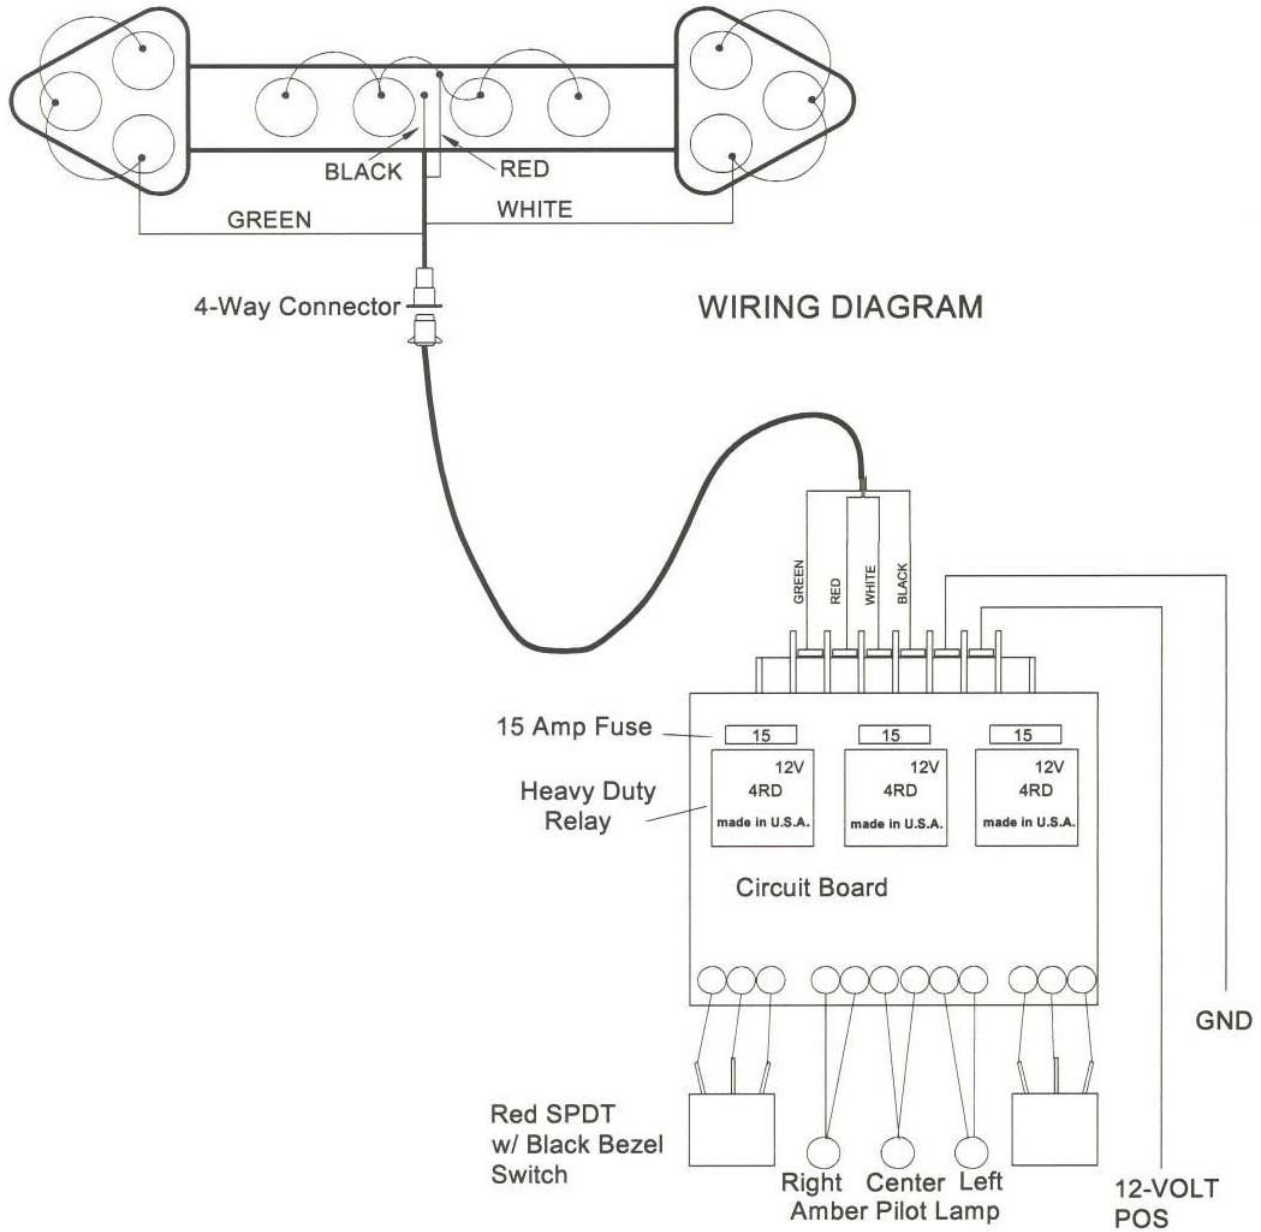 BLACK
RED
GREEN
WHITE
4-Way Connector
WIRING DIAGRAM
GREEN
RED
WHITE
BLACK
15 Amp Fuse
15
15
15
Heavy Duty
Relay
12V
4RD
made in U.S.A.
12V
4RD
made in U.S.A.
12V
4RD
made in U.S.A.
Circuit Board
GND
Red SPDT
w/ Black Bezel
Switch
Right Center Left
Amber Pilot Lamp
12-VOLT
POS